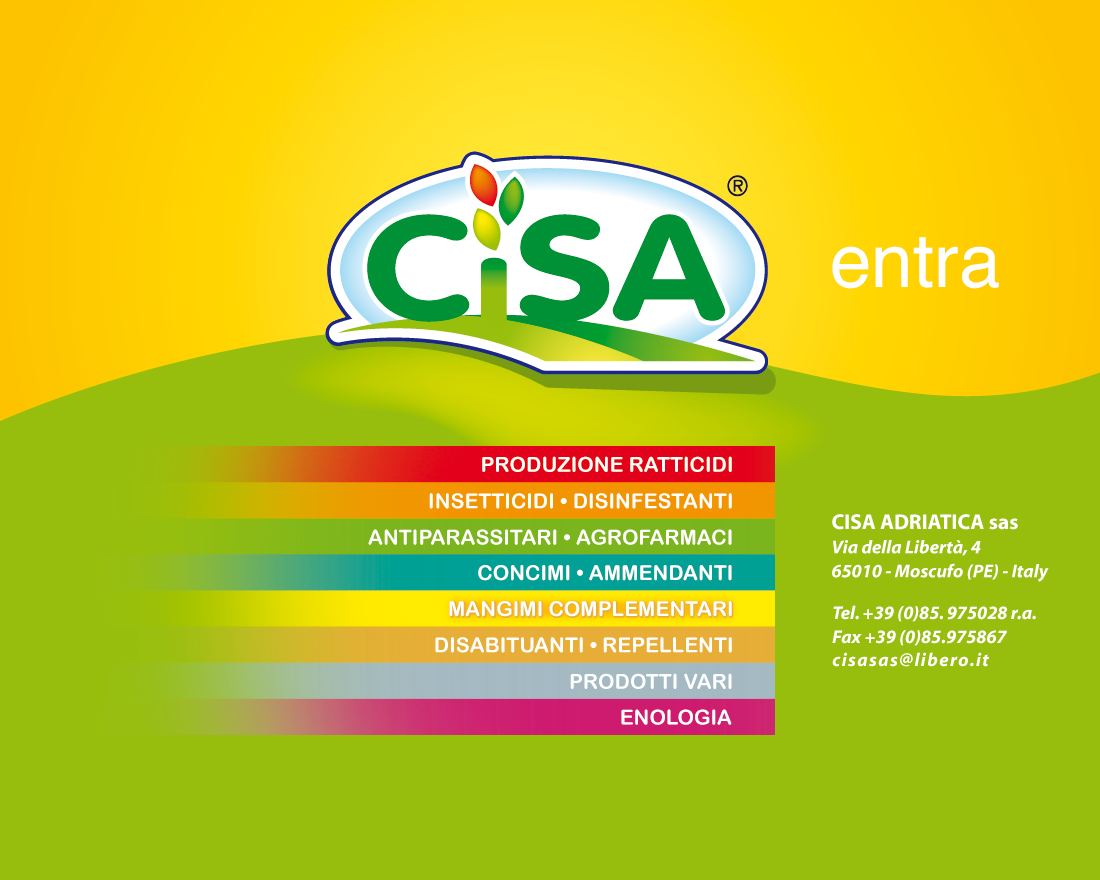 CiSA ®
entra
PRODUZIONE RATTICIDI
INSETTICIDI • DISINFESTANTI
ANTIPARASSITARI • AGROFARMACI
CONCIMI • AMMENDANTI
MANGIMI COMPLEMENTARI
DISABITUANTI • REPELLENTI
PRODOTTI VARI
ENOLOGIA
CISA ADRIATICA sas
Via della Libertà, 4
65010 - Moscufo (PE) - Italy
Tel. +39 (0)85. 975028 r.a.
Fax +39 (0)85.975867
cisasas@libero.it